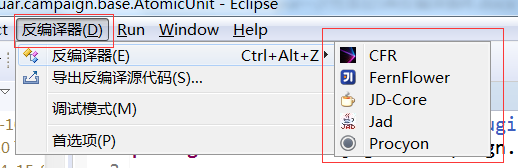 uar.campaign.base.AtomicUnit - Eclipse
反编译器(D) Run Window Help
反编译器(E) Ctrl+Alt+Z
导出反编译源代码(S)...
调试模式(M)
首选项(P)
CFR
FernFlower
JD-Core
Jad
Procyon